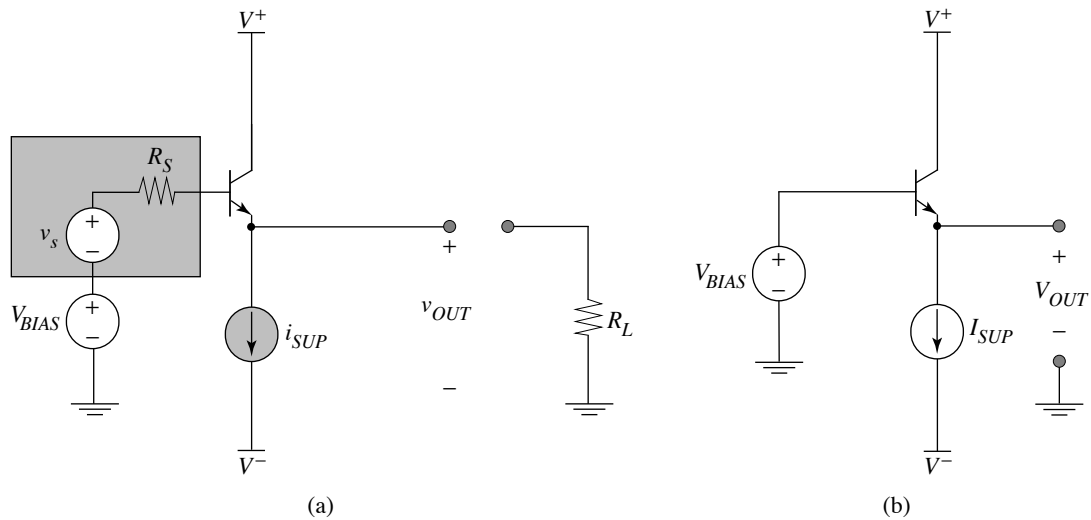 V⁺
R_S
+
v_s
−
+
V_BIAS
−
+
v_OUT
−
i_SUP
R_L
V⁻
(a)
V⁺
+
V_BIAS
−
+
V_OUT
−
I_SUP
V⁻
(b)